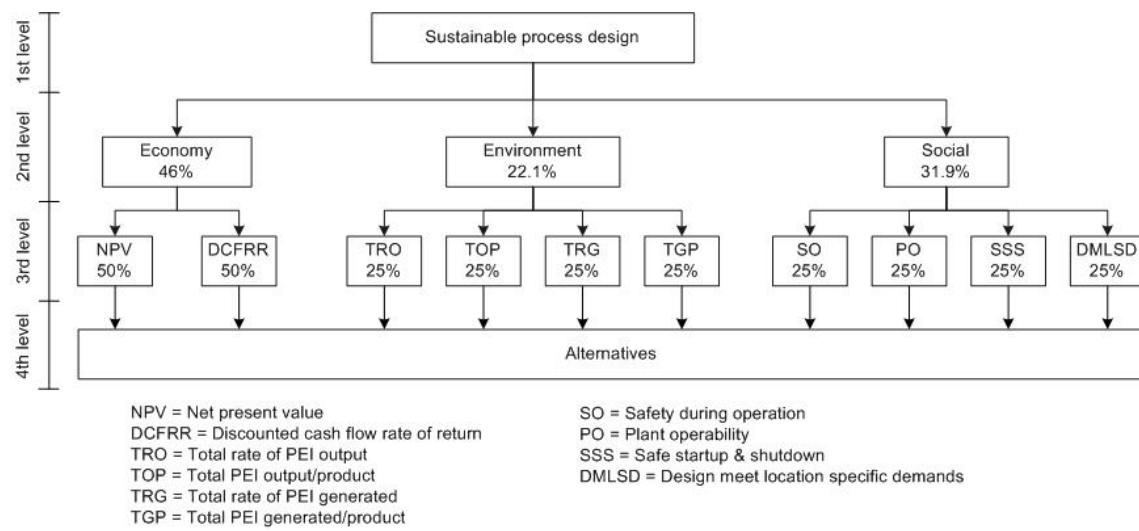 1st level
Sustainable process design
2nd level
Economy
46%
Environment
22.1%
Social
31.9%
3rd level
NPV
50%
DCFRR
50%
TRO
25%
TOP
25%
TRG
25%
TGP
25%
SO
25%
PO
25%
SSS
25%
DMLSD
25%
4th level
Alternatives
NPV = Net present value
DCFRR = Discounted cash flow rate of return
TRO = Total rate of PEI output
TOP = Total PEI output/product
TRG = Total rate of PEI generated
TGP = Total PEI generated/product
SO = Safety during operation
PO = Plant operability
SSS = Safe startup & shutdown
DMLSD = Design meet location specific demands